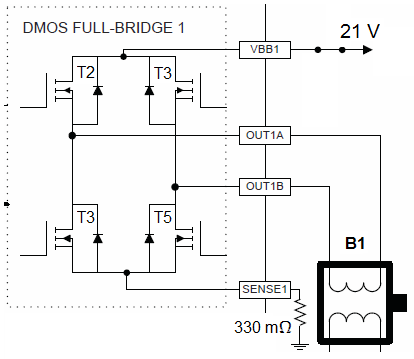 DMOS FULL-BRIDGE 1
VBB1
21 V
T2
T3
OUT1A
OUT1B
T3
T5
B1
SENSE1
330 mΩ